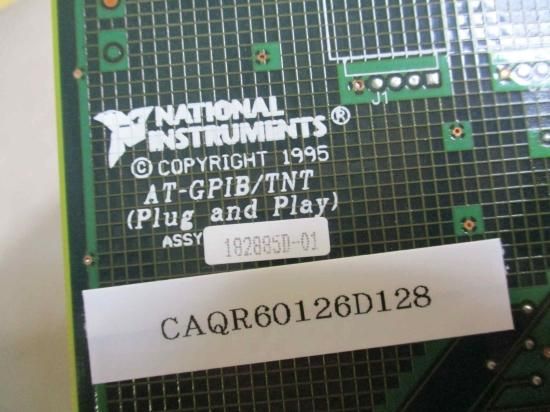 NATIONAL
INSTRUMENTS®
© COPYRIGHT 1995
AT-GPIB/TNT
(Plug and Play)
ASSY 182885D-01
J1
CAQR60126D128